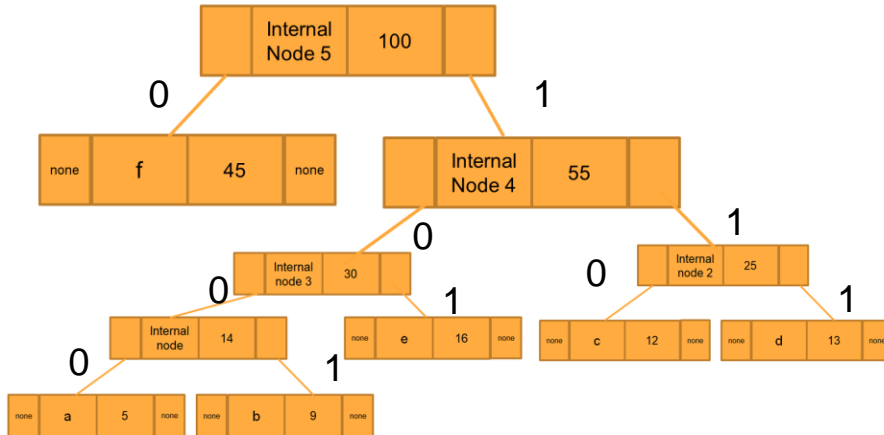 Internal
Node 5
100
0
1
none
f
45
none
Internal
Node 4
55
0
1
Internal
node 3
30
Internal
node 2
25
0
1
0
1
Internal
node
14
none
e
16
none
none
c
12
none
none
d
13
none
0
1
none
a
5
none
none
b
9
none